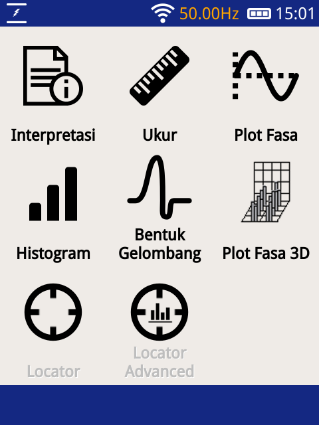 50.00Hz 15:01
Interpretasi Ukur Plot Fasa
Histogram Bentuk Gelombang Plot Fasa 3D
Locator Locator Advanced